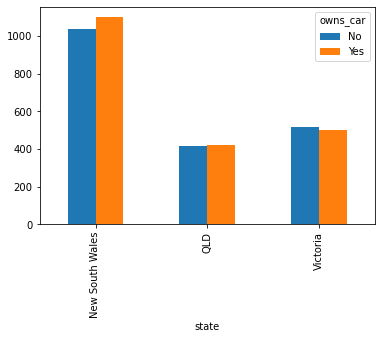 owns_car
No
Yes
1000
800
600
400
200
0
New South Wales
QLD
Victoria
state